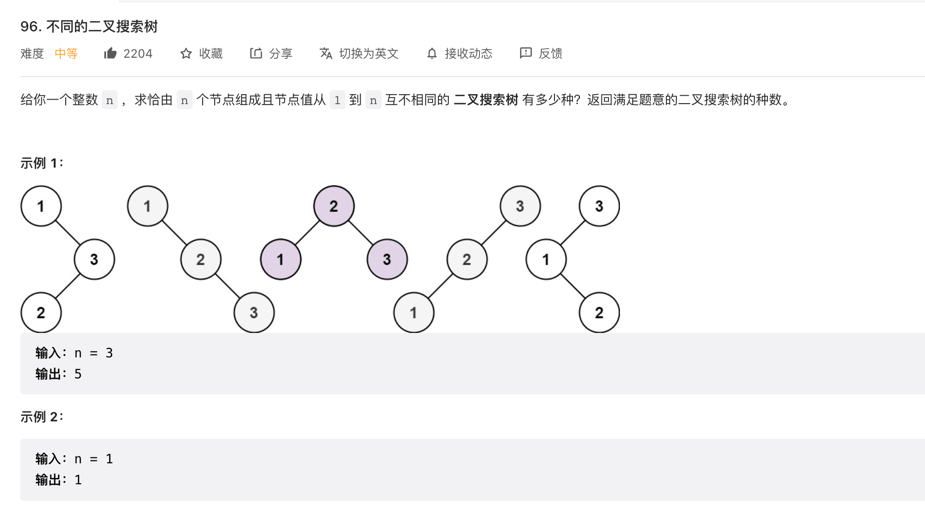 96. 不同的二叉搜索树
难度 中等 2204 收藏 分享 切换为英文 接收动态 反馈
给你一个整数 n ，求恰由 n 个节点组成且节点值从 1 到 n 互不相同的 二叉搜索树 有多少种？返回满足题意的二叉搜索树的种数。
示例 1：
1 1 2 3 3
3 2 1 3 2 1
2 3 1 2
输入：n = 3
输出：5
示例 2：
输入：n = 1
输出：1